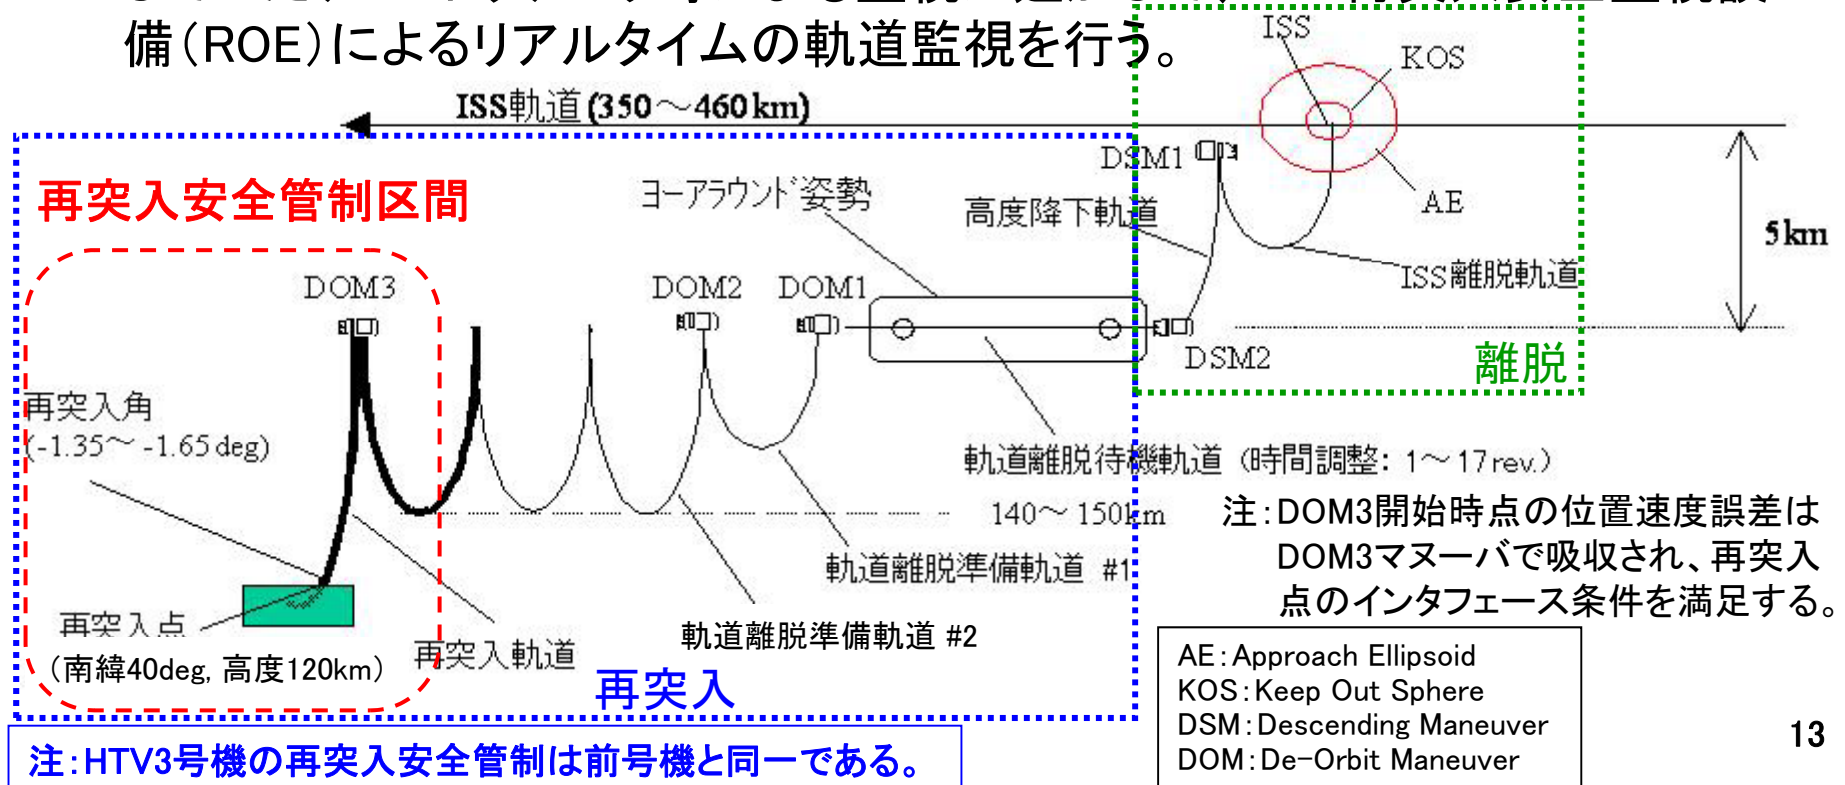 備（ROE）によるリアルタイムの軌道監視を行う。
ISS
KOS
ISS軌道(350～460km)
DSM1
再突入安全管制区間
ヨーアラウンド姿勢
高度降下軌道
AE
5km
ISS離脱軌道
DOM3
DOM2
DOM1
DSM2
離脱
再突入角
(-1.35～ -1.65deg)
軌道離脱待機軌道（時間調整: 1～17rev.）
140～150km
注：DOM3開始時点の位置速度誤差は
DOM3マヌーバで吸収され、再突入
点のインタフェース条件を満足する。
軌道離脱準備軌道 #1
再突入点
（南緯40deg, 高度120km）
再突入軌道
軌道離脱準備軌道 #2
再突入
AE：Approach Ellipsoid
KOS：Keep Out Sphere
DSM：Descending Maneuver
DOM：De-Orbit Maneuver
注：HTV3号機の再突入安全管制は前号機と同一である。
13